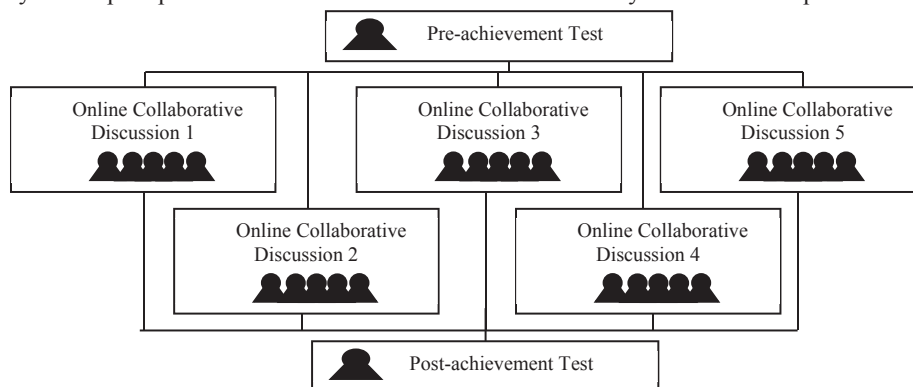 Pre-achievement Test
Online Collaborative
Discussion 1
Online Collaborative
Discussion 3
Online Collaborative
Discussion 5
Online Collaborative
Discussion 2
Online Collaborative
Discussion 4
Post-achievement Test